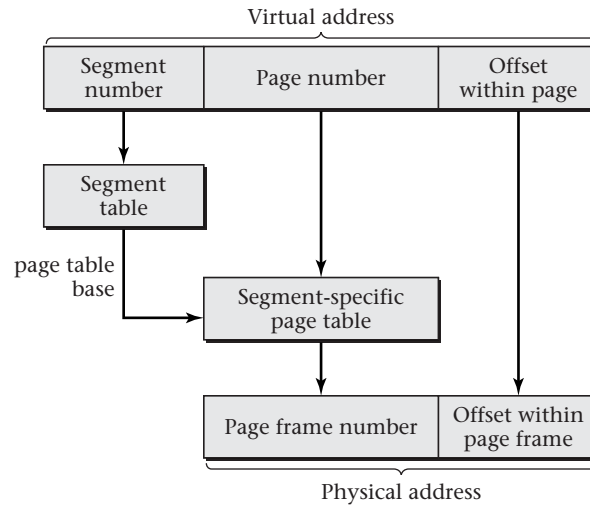 Virtual address
Segment
number
Page number
Offset
within page
Segment
table
page table
base
Segment-specific
page table
Page frame number
Offset within
page frame
Physical address